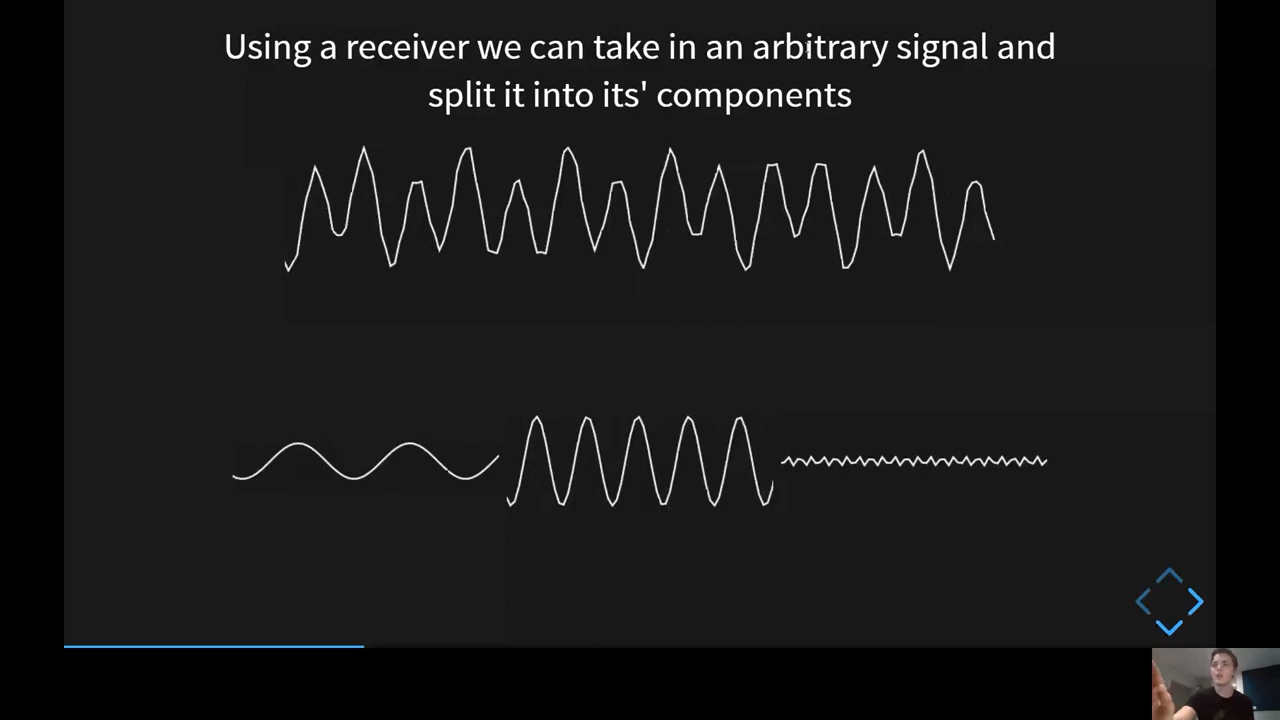 Using a receiver we can take in an arbitrary signal and
split it into its' components